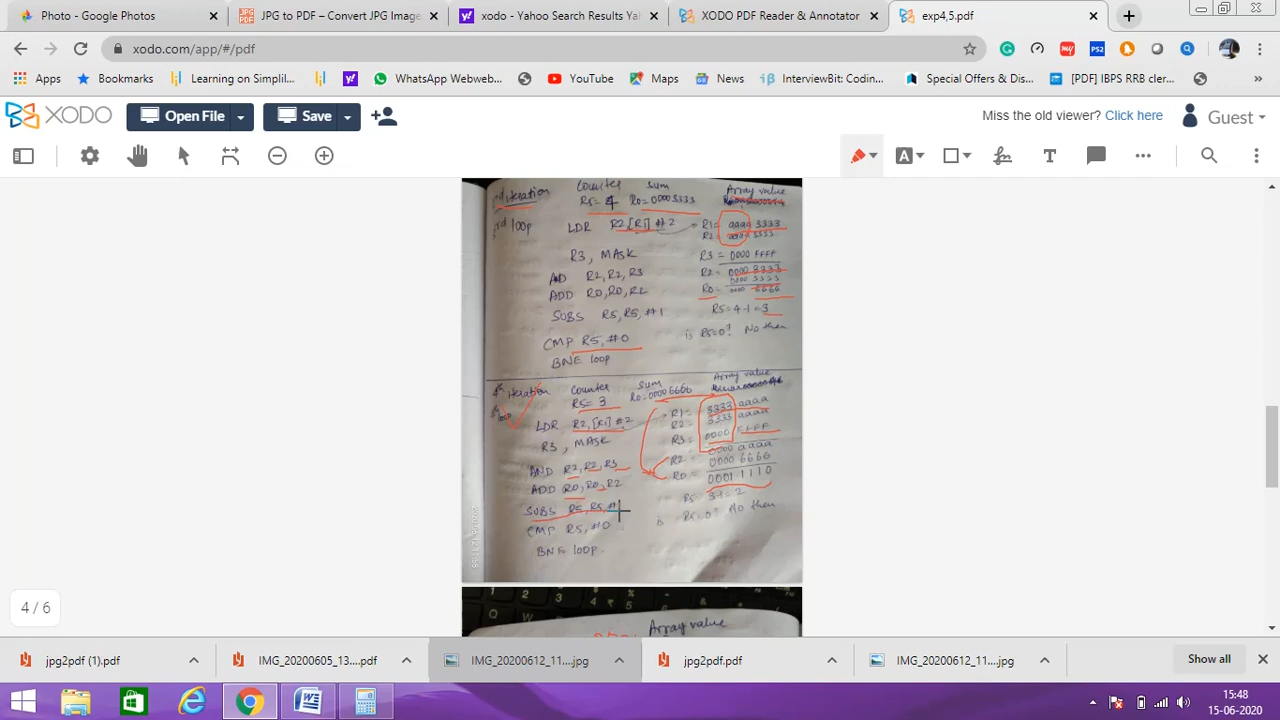 Photo - Google Photos
JPG to PDF – Convert JPG Image
xodo - Yahoo Search Results Ya
XODO PDF Reader & Annotator
exp4,5.pdf
xodo.com/app/#/pdf
Apps
Bookmarks
Learning on Simplil...
WhatsApp Webweb...
YouTube
Maps
News
InterviewBit: Codin...
Special Offers & Dis...
[PDF] IBPS RRB cler...
XODO
Open File
Save
Missing the old viewer? Click here
Guest
iteration Counter Sum Array value
R5= 4 R0= 0000 3333
rd loop LDR R2,[R1] #2 R1= aaaa 3333
R2= aaaa 3333
R3, MASK R3 = 0000 FFFF
AND R2, R2, R3 R2= 0000 3333
0000 3333
ADD R0, R0, R2 R0= 0000 6666
SUBS R5, R5, #1 R5= 4-1=3
CMP R5, #0 is R5=0? No then
BNE loop
iteration Counter Sum Array value
R5= 3 R0=0000 6666
loop R1= 3333 aaaa
LDR R2,[R1] #2 R2= 3333 aaaa
R3, MASK R3= 0000 FFFF
AND R2, R2, R3 R2= 0000 aaaa
0000 6666
ADD R0, R0, R2 R0= 0001 1110
SUBS R5, R5, # R5 3-1=2
CMP R5, #0 is R5=0? No then
BNE loop.
4 / 6
Array value
jpg2pdf (1).pdf
IMG_20200605_13....pdf
IMG_20200612_11....jpg
jpg2pdf.pdf
IMG_20200612_11....jpg
Show all
15:48
15-06-2020